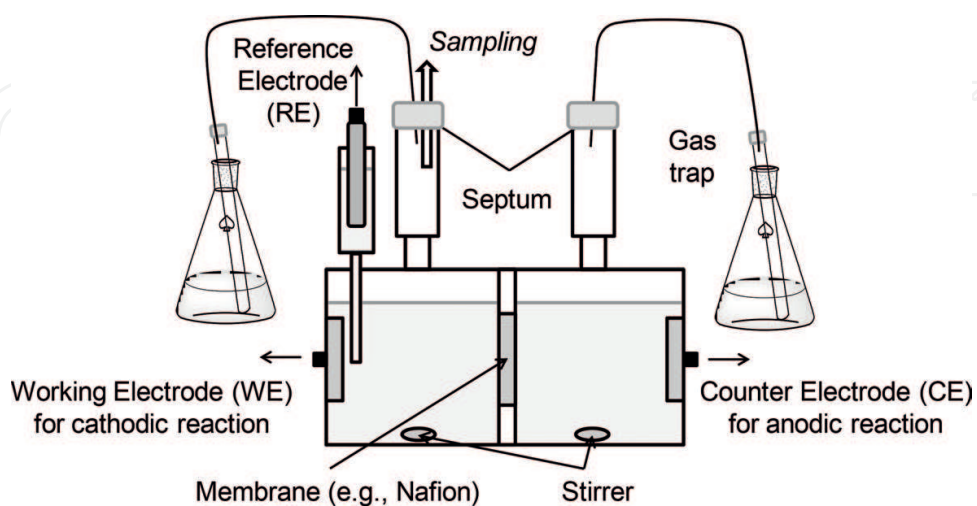 Reference
Electrode
(RE)
Sampling
Septum
Gas
trap
Working Electrode (WE)
for cathodic reaction
Counter Electrode (CE)
for anodic reaction
Membrane (e.g., Nafion)
Stirrer